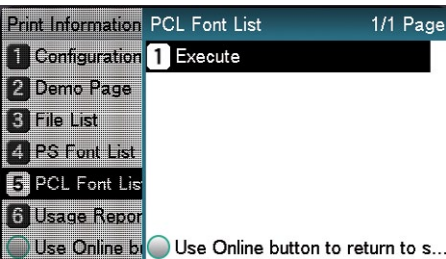 Print Information
1 Configuration
2 Demo Page
3 File List
4 PS Font List
5 PCL Font Lis
6 Usage Repor
Use Online b
PCL Font List 1/1 Page
1 Execute
Use Online button to return to s...